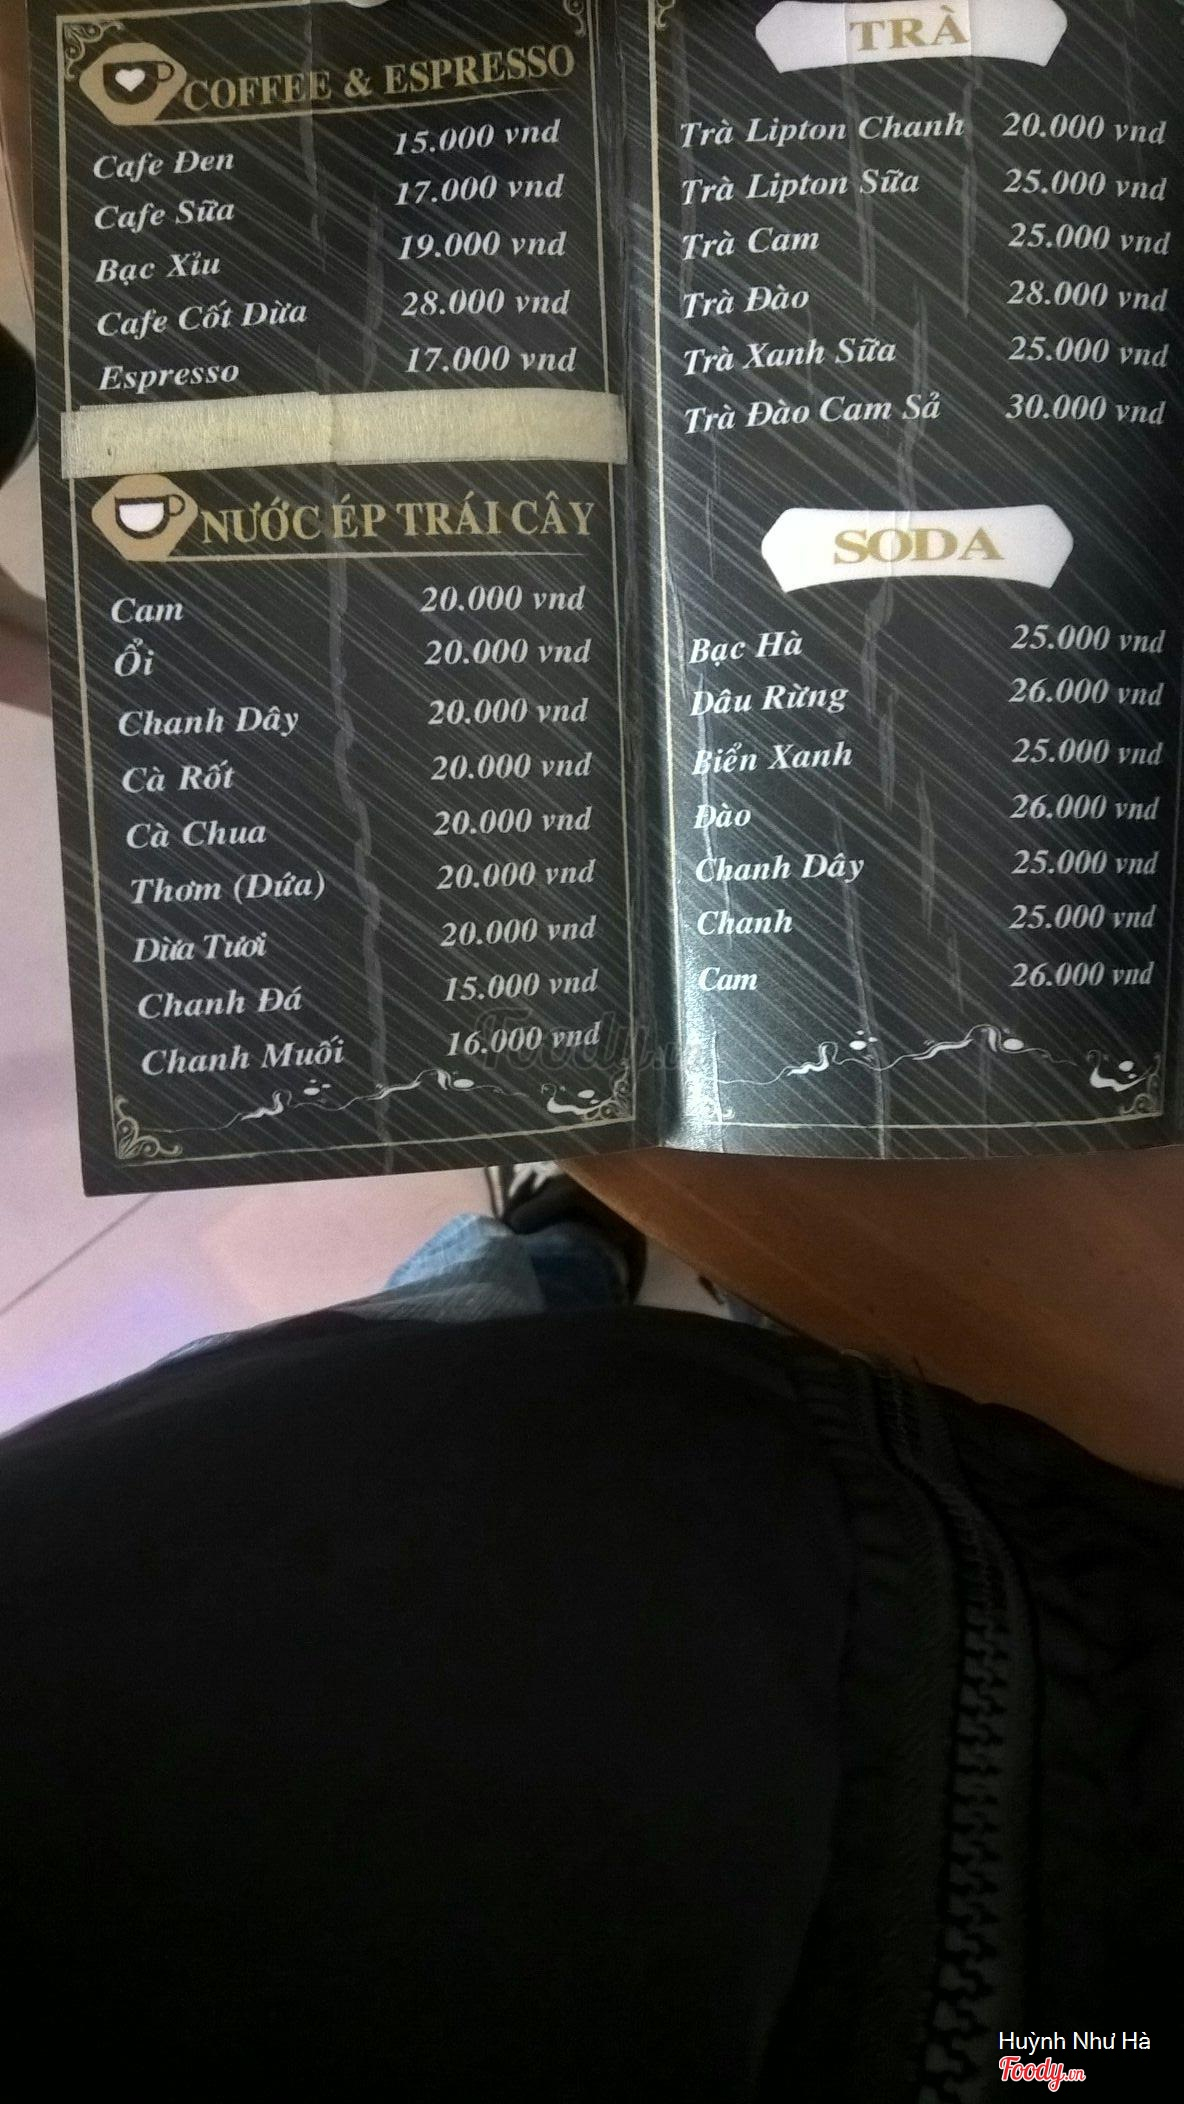 COFFEE & ESPRESSO
Cafe Đen 15.000 vnd
Cafe Sữa 17.000 vnd
Bạc Xỉu 19.000 vnd
Cafe Cốt Dừa 28.000 vnd
Espresso 17.000 vnd
NƯỚC ÉP TRÁI CÂY
Cam 20.000 vnd
Ổi 20.000 vnd
Chanh Dây 20.000 vnd
Cà Rốt 20.000 vnd
Cà Chua 20.000 vnd
Thơm (Dứa) 20.000 vnd
Dừa Tươi 20.000 vnd
Chanh Đá 15.000 vnd
Chanh Muối 16.000 vnd
TRÀ
Trà Lipton Chanh 20.000 vnd
Trà Lipton Sữa 25.000 vnd
Trà Cam 25.000 vnd
Trà Đào 28.000 vnd
Trà Xanh Sữa 25.000 vnd
Trà Đào Cam Sả 30.000 vnd
SODA
Bạc Hà 25.000 vnd
Dâu Rừng 26.000 vnd
Biển Xanh 25.000 vnd
Đào 26.000 vnd
Chanh Dây 25.000 vnd
Chanh 25.000 vnd
Cam 26.000 vnd
Foody.vn
Huỳnh Như Hà
Foody.vn